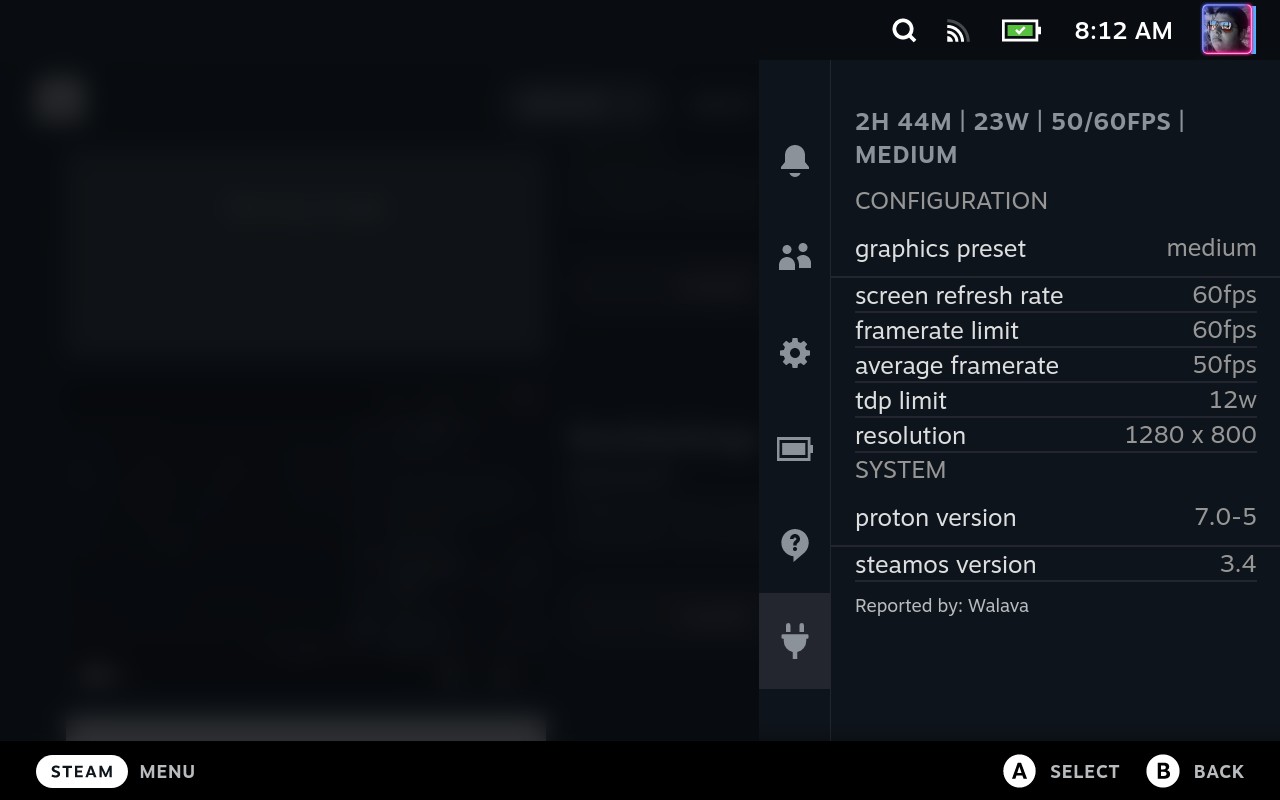 8:12 AM
2H 44M | 23W | 50/60FPS |
MEDIUM
CONFIGURATION
graphics preset medium
screen refresh rate 60fps
framerate limit 60fps
average framerate 50fps
tdp limit 12w
resolution 1280 x 800
SYSTEM
proton version 7.0-5
steamos version 3.4
Reported by: Walava
STEAM MENU A SELECT B BACK